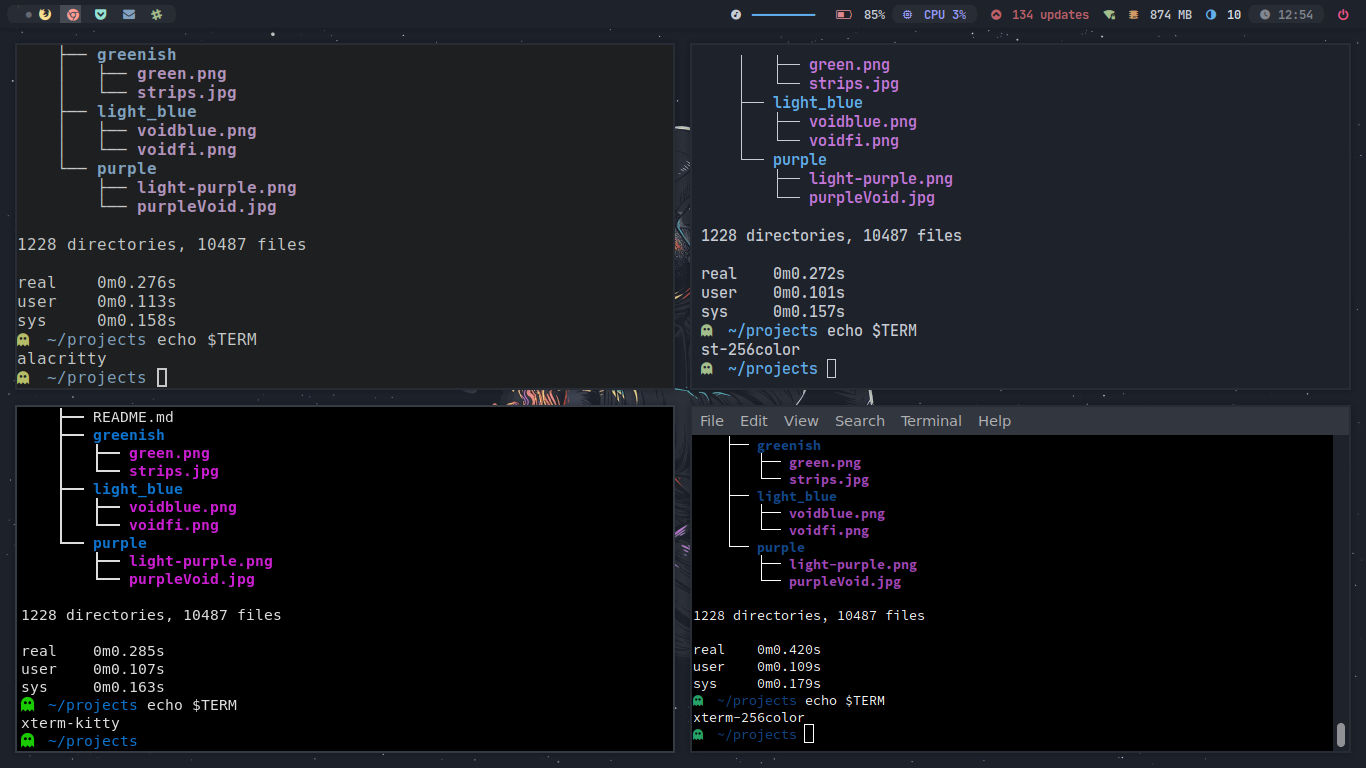 85% CPU 3% 134 updates 874 MB 10 12:54
├── greenish
│   ├── green.png
│   └── strips.jpg
├── light_blue
│   ├── voidblue.png
│   └── voidfi.png
└── purple
    ├── light-purple.png
    └── purpleVoid.jpg
1228 directories, 10487 files
real    0m0.276s
user    0m0.113s
sys     0m0.158s
~/projects echo $TERM
alacritty
~/projects
│   ├── green.png
│   └── strips.jpg
├── light_blue
│   ├── voidblue.png
│   └── voidfi.png
└── purple
    ├── light-purple.png
    └── purpleVoid.jpg
1228 directories, 10487 files
real    0m0.272s
user    0m0.101s
sys     0m0.157s
~/projects echo $TERM
st-256color
~/projects
├── README.md
├── greenish
│   ├── green.png
│   └── strips.jpg
├── light_blue
│   ├── voidblue.png
│   └── voidfi.png
└── purple
    ├── light-purple.png
    └── purpleVoid.jpg
1228 directories, 10487 files
real    0m0.285s
user    0m0.107s
sys     0m0.163s
~/projects echo $TERM
xterm-kitty
~/projects
File Edit View Search Terminal Help
├── greenish
│   ├── green.png
│   └── strips.jpg
├── light_blue
│   ├── voidblue.png
│   └── voidfi.png
└── purple
    ├── light-purple.png
    └── purpleVoid.jpg
1228 directories, 10487 files
real    0m0.420s
user    0m0.109s
sys     0m0.179s
~/projects echo $TERM
xterm-256color
~/projects